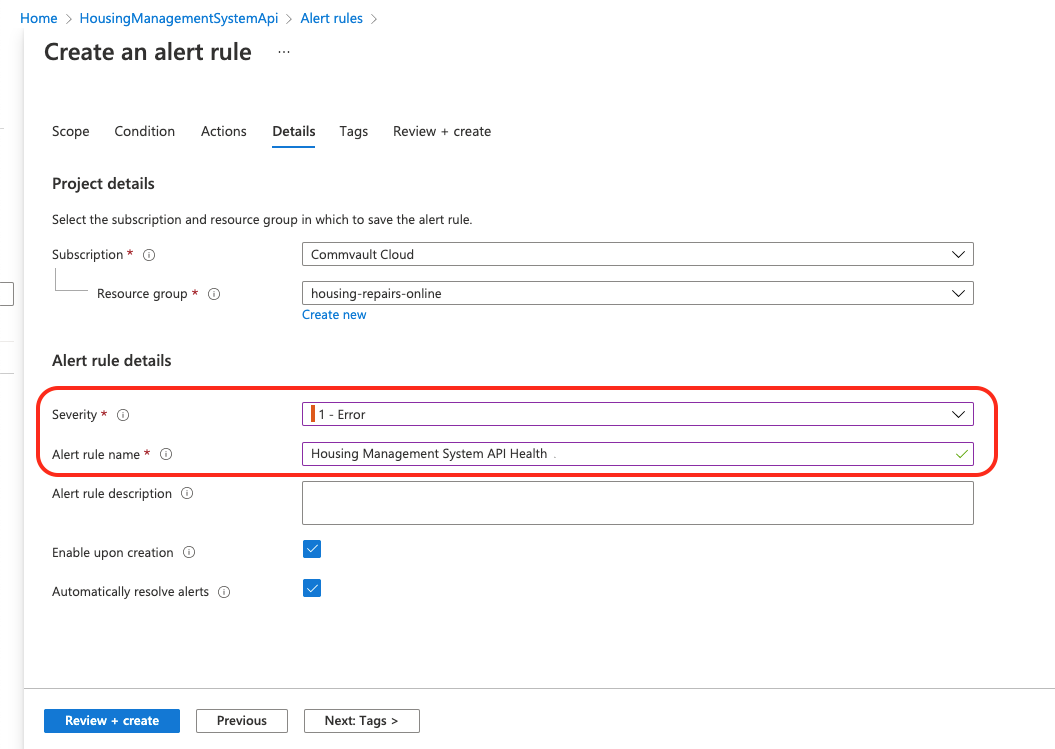 Home > HousingManagementSystemApi > Alert rules >
Create an alert rule ...
Scope Condition Actions Details Tags Review + create
Project details
Select the subscription and resource group in which to save the alert rule.
Subscription * Commvault Cloud
Resource group * housing-repairs-online
Create new
Alert rule details
Severity * 1 - Error
Alert rule name * Housing Management System API Health
Alert rule description
Enable upon creation
Automatically resolve alerts
Review + create Previous Next: Tags >